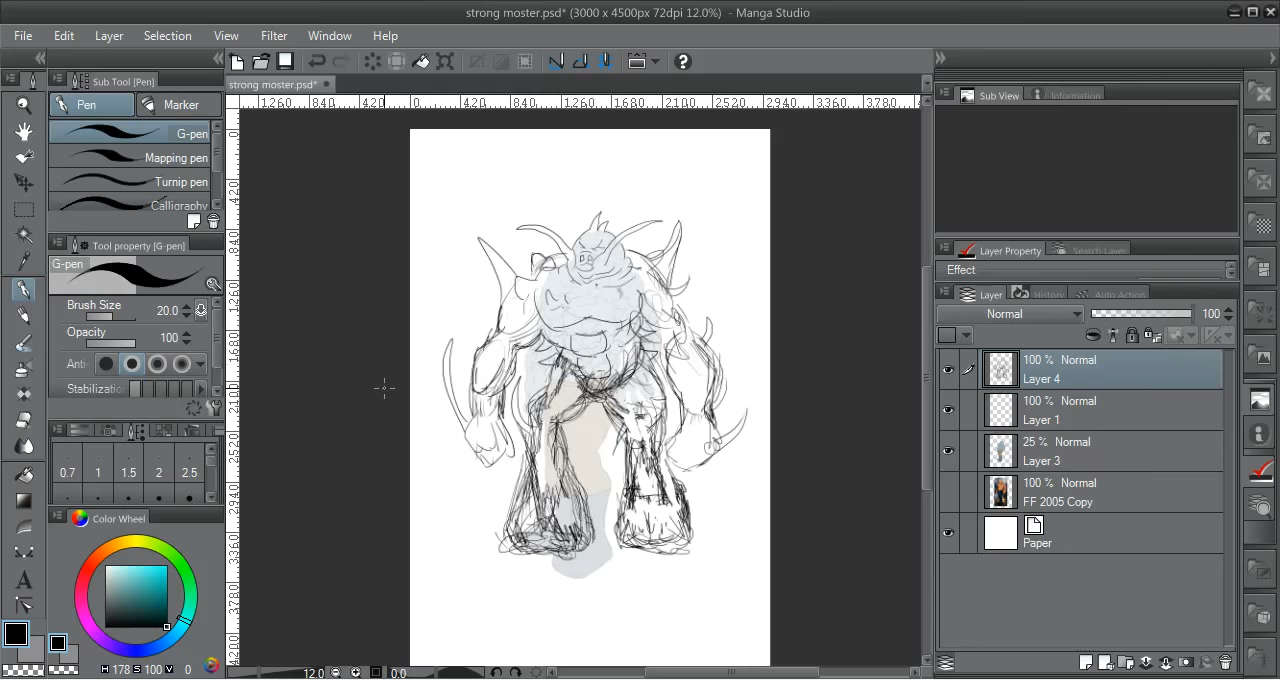 strong moster.psd* (3000 x 4500px 72dpi 12.0%) - Manga Studio
File Edit Layer Selection View Filter Window Help
Sub Tool [Pen]
strong moster.psd*
Sub View Information
Pen Marker
1260 840 420 0 420 840 1260 1680 2100 2520 2940 3360 3780
G-pen
Mapping pen
Turnip pen
Calligraphy
Tool property [G-pen]
Layer Property Search Layer
G-pen
Effect
Layer History Auto Action
Brush Size 20.0
Normal 100
Opacity 100
Anti-
Stabilization
100 % Normal
Layer 4
100 % Normal
Layer 1
25 % Normal
Layer 3
0.7 1 1.5 2 2.5
100 % Normal
FF 2005 Copy
Color Wheel
Paper
0 420 840 1260 1680 2100 2520 2940 3360 3780 4200
A
H 178 S 100 V 0
12.0 0.0